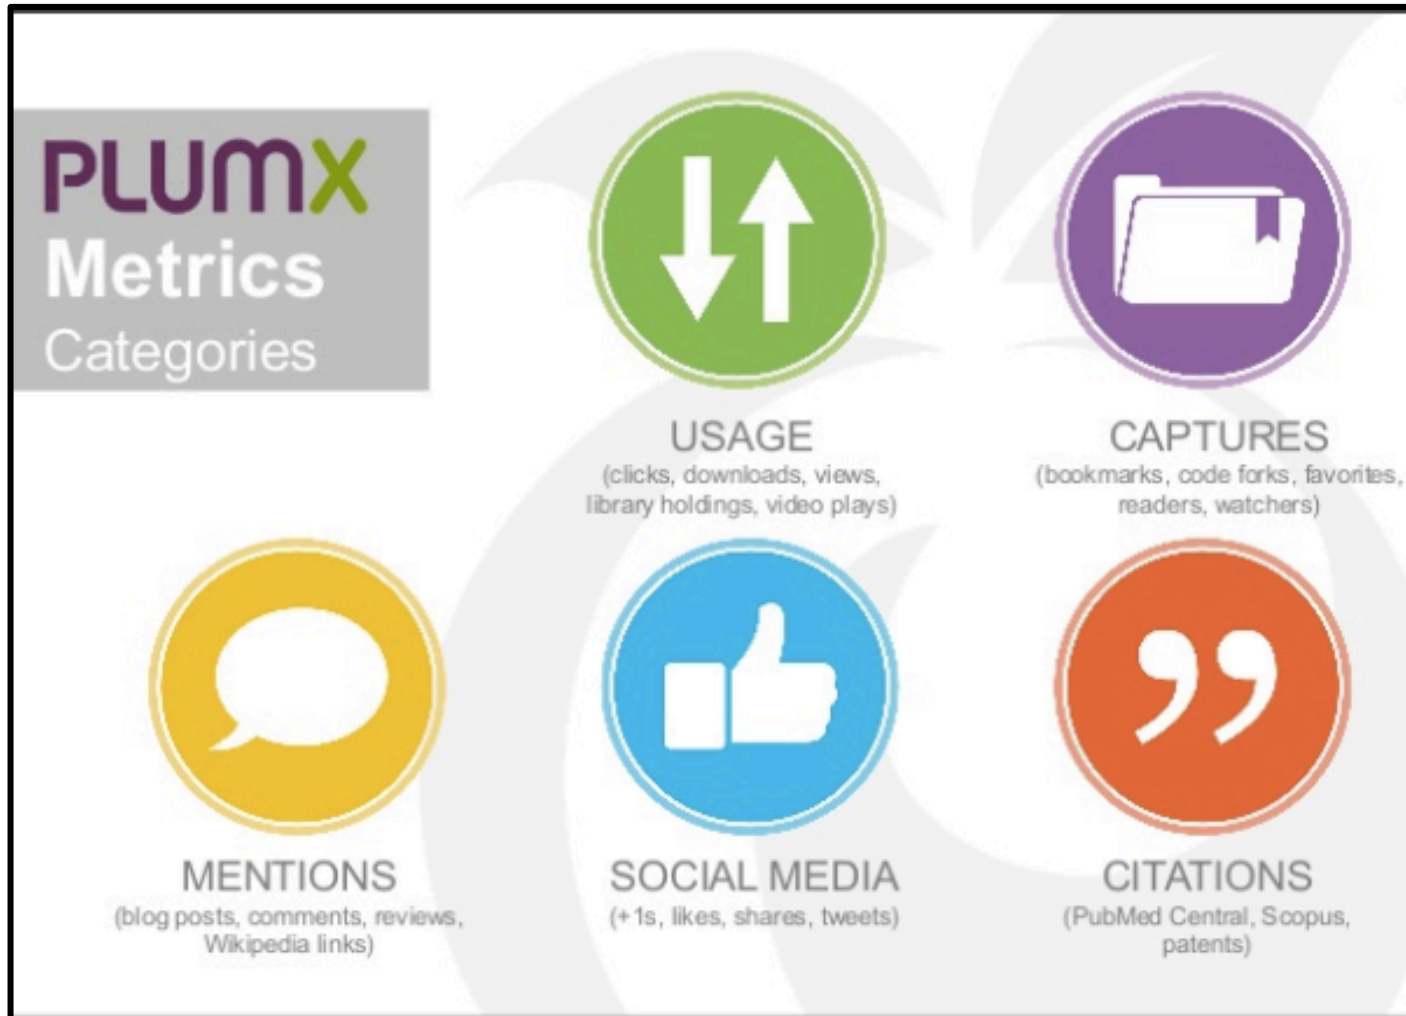 PLUMX
Metrics
Categories
USAGE
(clicks, downloads, views,
library holdings, video plays)
CAPTURES
(bookmarks, code forks, favorites,
readers, watchers)
MENTIONS
(blog posts, comments, reviews,
Wikipedia links)
SOCIAL MEDIA
(+1s, likes, shares, tweets)
CITATIONS
(PubMed Central, Scopus,
patents)